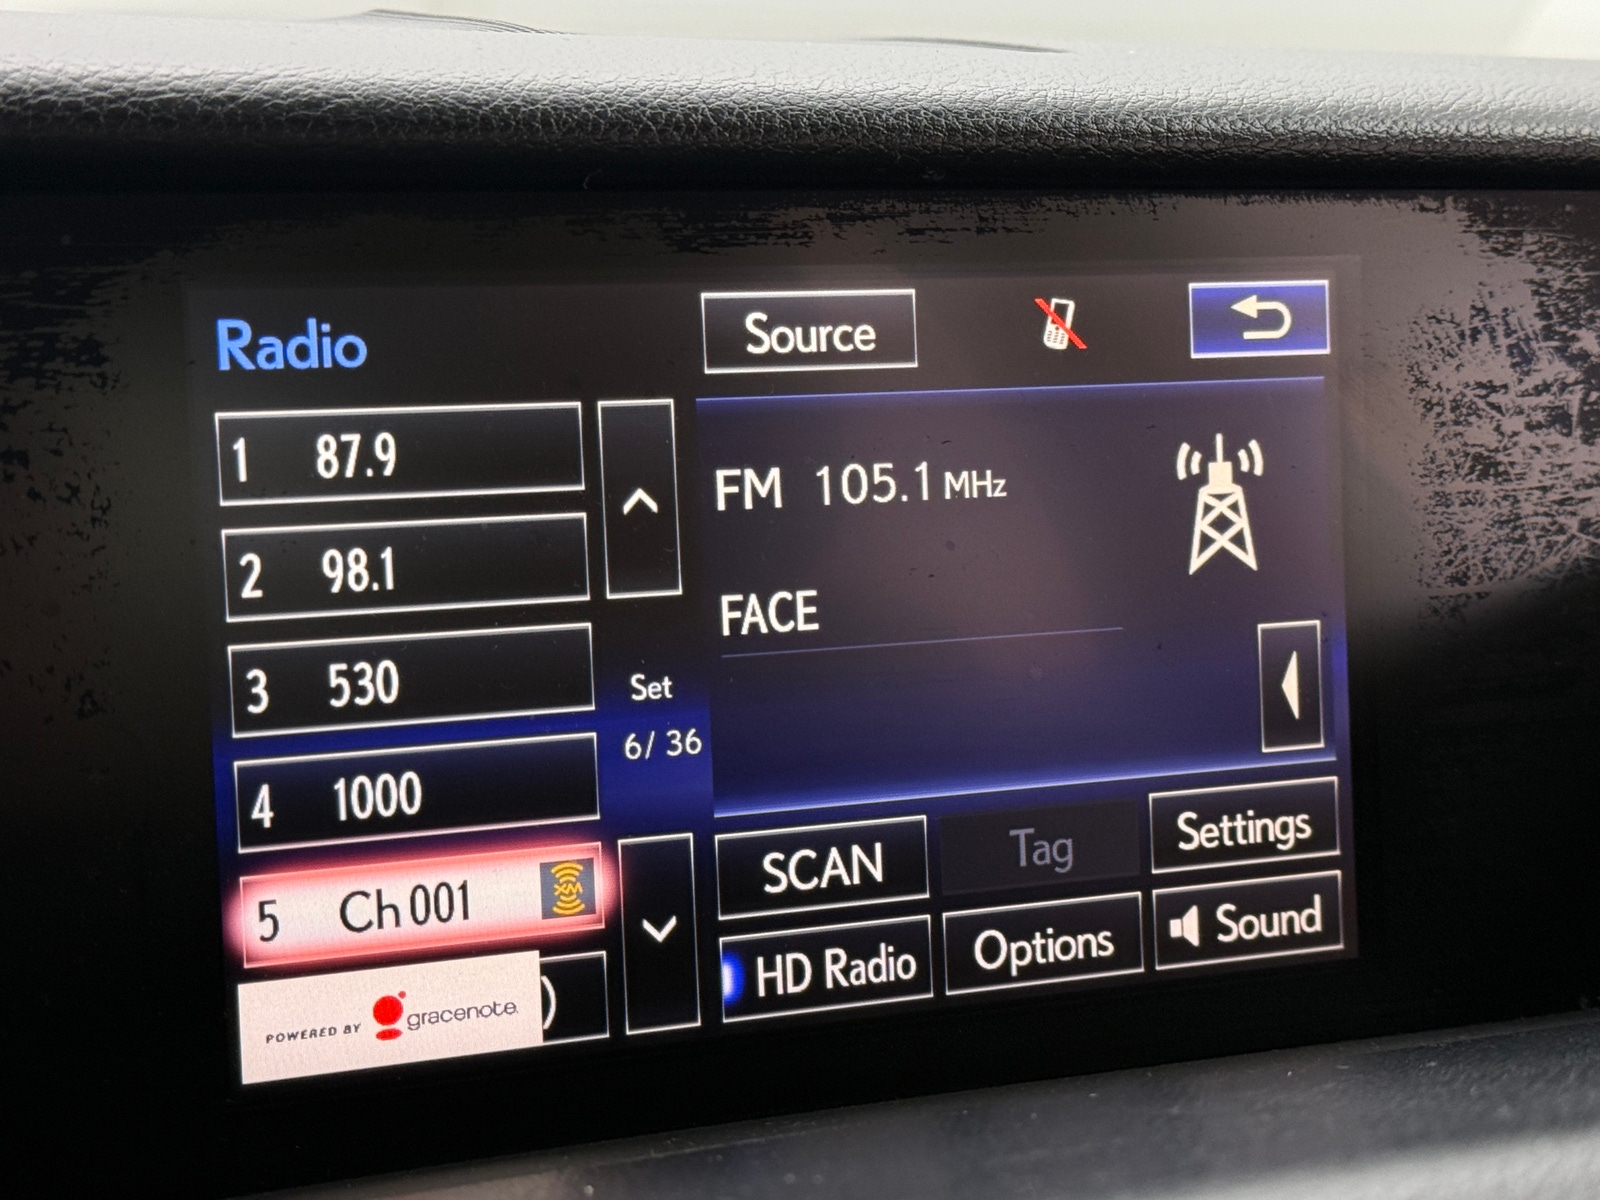 Radio
Source
1 87.9
2 98.1
3 530
4 1000
5 Ch 001
XM
)
POWERED BY gracenote.
Set
6/ 36
FM 105.1 MHz
FACE
SCAN
Tag
Settings
HD Radio
Options
Sound